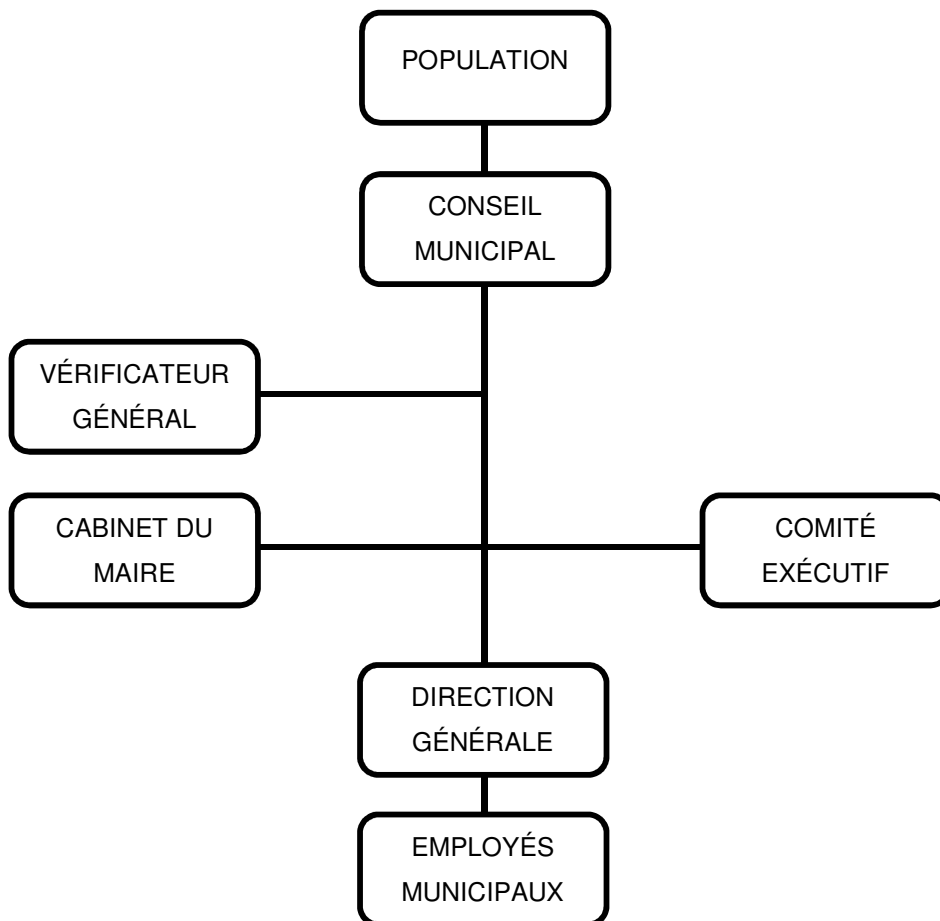 POPULATION
CONSEIL
MUNICIPAL
VÉRIFICATEUR
GÉNÉRAL
CABINET DU
MAIRE
COMITÉ
EXÉCUTIF
DIRECTION
GÉNÉRALE
EMPLOYÉS
MUNICIPAUX